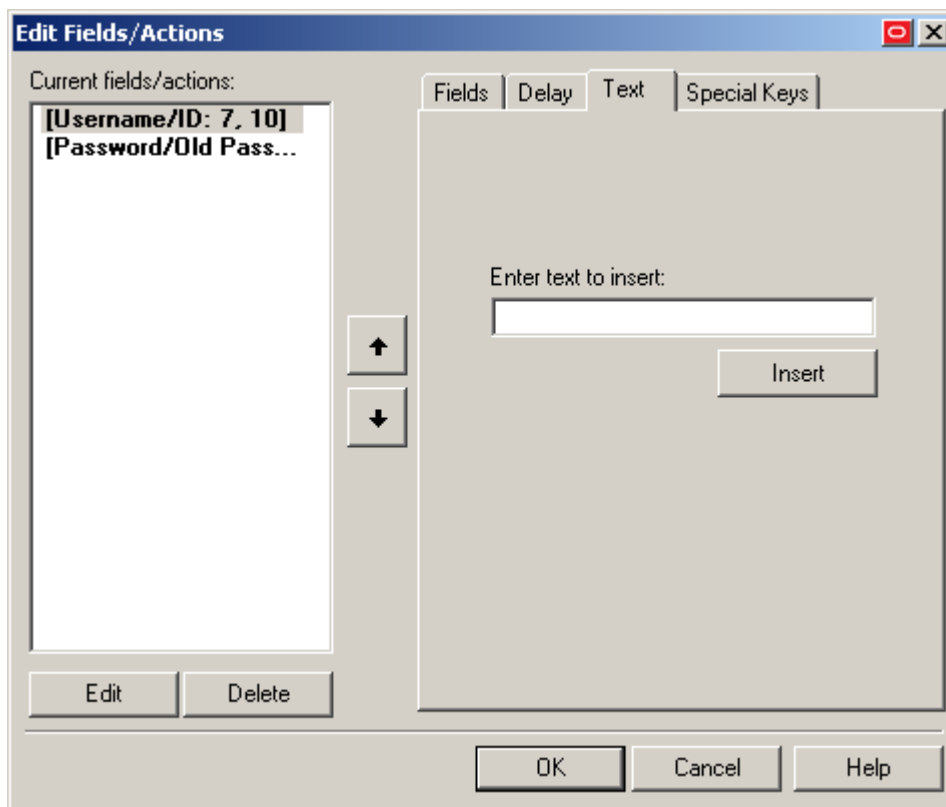 Edit Fields/Actions
Current fields/actions:
[Username/ID: 7, 10]
[Password/Old Pass...
Fields
Delay
Text
Special Keys
Enter text to insert:
Insert
Edit
Delete
OK
Cancel
Help